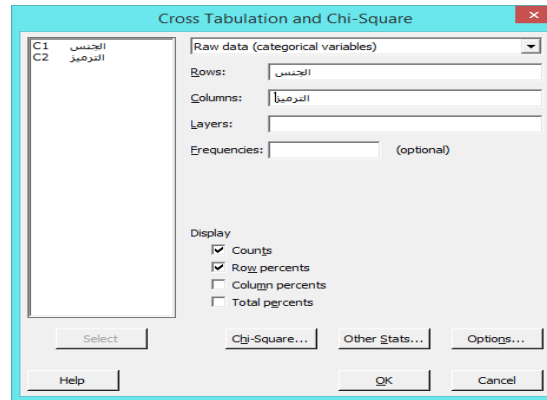 Cross Tabulation and Chi-Square
C1 الجنس
C2 الترميز
Raw data (categorical variables)
Rows: الجنس
Columns: الترميز
Layers:
Frequencies: (optional)
Display
Counts
Row percents
Column percents
Total percents
Select Chi-Square... Other Stats... Options...
Help OK Cancel